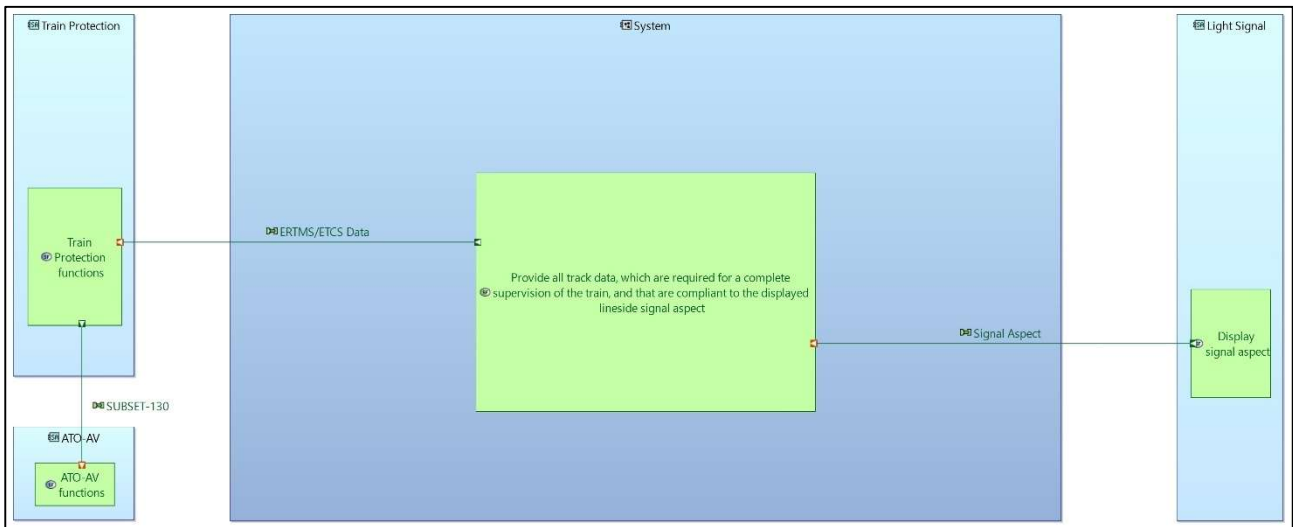 Train Protection
System
Light Signal
Train
Protection
functions
ERTMS/ETCS Data
Provide all track data, which are required for a complete
supervision of the train, and that are compliant to the displayed
lineside signal aspect
Signal Aspect
Display
signal aspect
SUBSET-130
ATO-AV
ATO-AV
functions